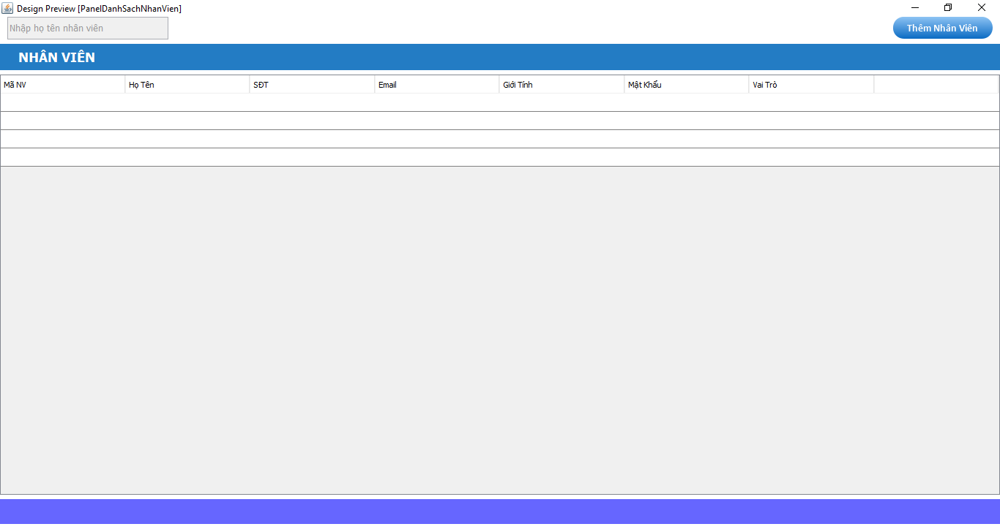 Design Preview [PanelDanhSachNhanVien]
Nhập họ tên nhân viên
Thêm Nhân Viên
NHÂN VIÊN
Mã NV Họ Tên SĐT Email Giới Tính Mật Khẩu Vai Trò